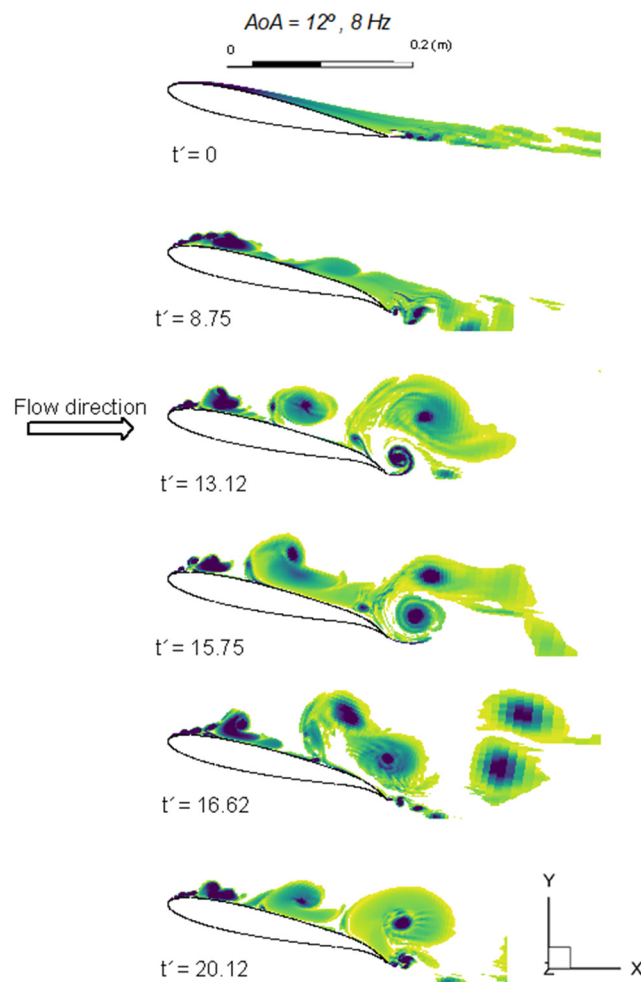 AoA = 12º , 8 Hz
0 0.2 (m)
t´= 0
t´ = 8.75
Flow direction
t´ = 13.12
t´ = 15.75
t´ = 16.62
t´ = 20.12
Y
Z X